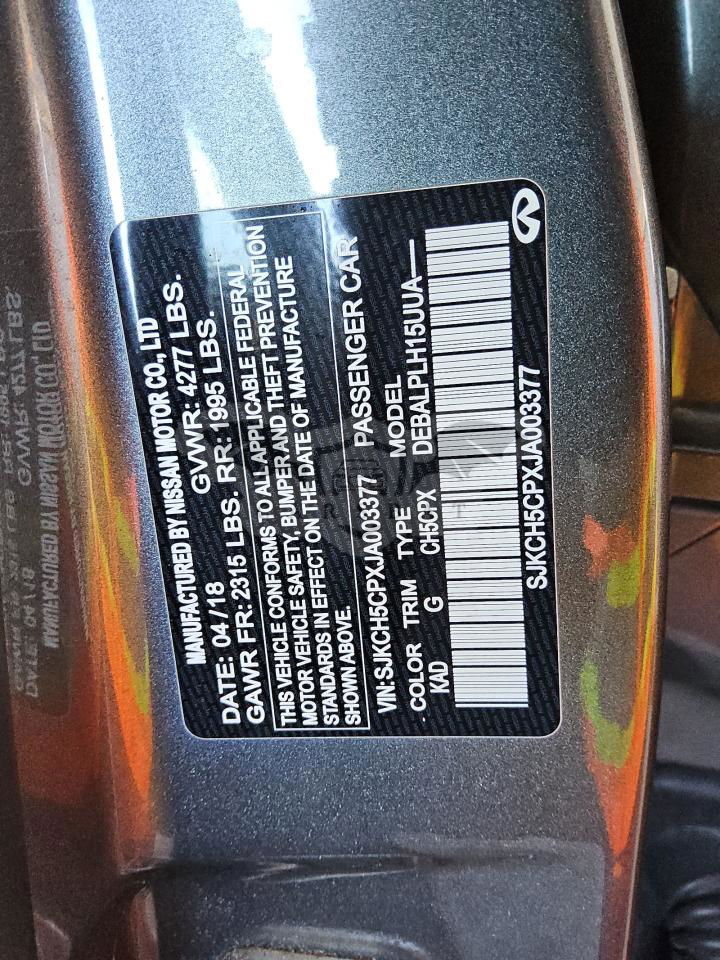 MANUFACTURED BY NISSAN MOTOR CO., LTD
DATE: 04 / 18 GVWR: 4277 LBS.
GAWR FR: 2315 LBS. RR: 1995 LBS.
THIS VEHICLE CONFORMS TO ALL APPLICABLE FEDERAL
MOTOR VEHICLE SAFETY, BUMPER AND THEFT PREVENTION
STANDARDS IN EFFECT ON THE DATE OF MANUFACTURE
SHOWN ABOVE.
VIN:SJKCH5CPXJA003377 PASSENGER CAR
COLOR TRIM TYPE MODEL
KAD G CH5CPX DEBALPLH15UUA—
SJKCH5CPXJA003377